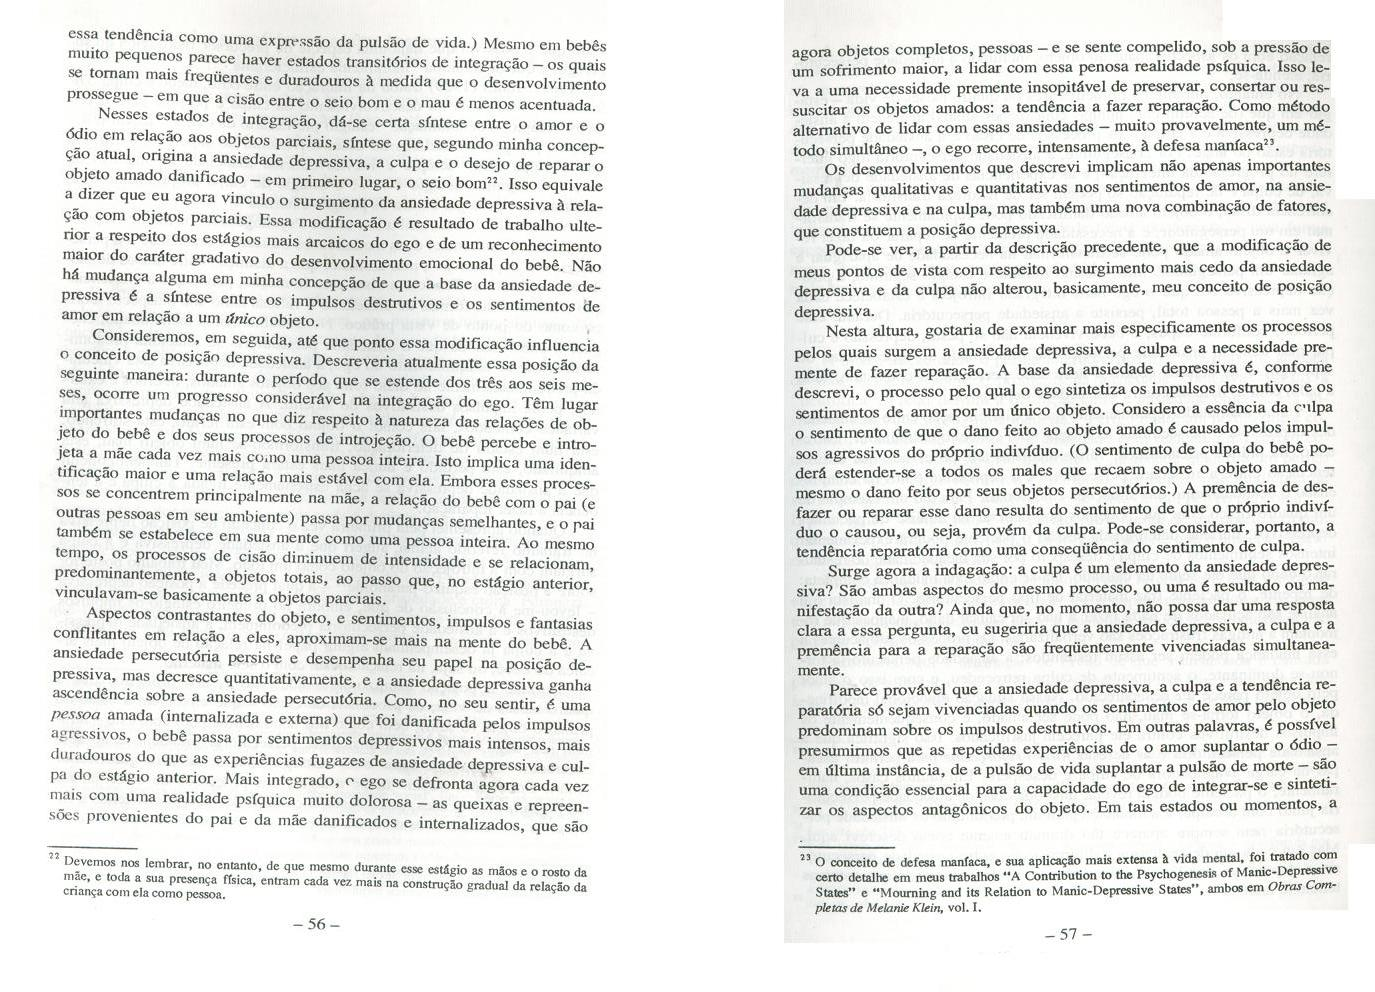 essa tendência como uma expressão da pulsão de vida.) Mesmo em bebês
muito pequenos parece haver estados transitórios de integração – os quais
se tornam mais freqüentes e duradouros à medida que o desenvolvimento
prossegue – em que a cisão entre o seio bom e o mau é menos acentuada.
Nesses estados de integração, dá-se certa síntese entre o amor e o
ódio em relação aos objetos parciais, síntese que, segundo minha concep-
ção atual, origina a ansiedade depressiva, a culpa e o desejo de reparar o
objeto amado danificado – em primeiro lugar, o seio bom²². Isso equivale
a dizer que eu agora vinculo o surgimento da ansiedade depressiva à rela-
ção com objetos parciais. Essa modificação é resultado de trabalho ulte-
rior a respeito dos estágios mais arcaicos do ego e de um reconhecimento
maior do caráter gradativo do desenvolvimento emocional do bebê. Não
há mudança alguma em minha concepção de que a base da ansiedade de-
pressiva é a síntese entre os impulsos destrutivos e os sentimentos de
amor em relação a um único objeto.
Consideremos, em seguida, até que ponto essa modificação influencia
o conceito de posição depressiva. Descreveria atualmente essa posição da
seguinte maneira: durante o período que se estende dos três aos seis me-
ses, ocorre um progresso considerável na integração do ego. Têm lugar
importantes mudanças no que diz respeito à natureza das relações de ob-
jeto do bebê e dos seus processos de introjeção. O bebê percebe e intro-
jeta a mãe cada vez mais como uma pessoa inteira. Isto implica uma iden-
tificação maior e uma relação mais estável com ela. Embora esses proces-
sos se concentrem principalmente na mãe, a relação do bebê com o pai (e
outras pessoas em seu ambiente) passa por mudanças semelhantes, e o pai
também se estabelece em sua mente como uma pessoa inteira. Ao mesmo
tempo, os processos de cisão diminuem de intensidade e se relacionam,
predominantemente, a objetos totais, ao passo que, no estágio anterior,
vinculavam-se basicamente a objetos parciais.
Aspectos contrastantes do objeto, e sentimentos, impulsos e fantasias
conflitantes em relação a eles, aproximam-se mais na mente do bebê. A
ansiedade persecutória persiste e desempenha seu papel na posição de-
pressiva, mas decresce quantitativamente, e a ansiedade depressiva ganha
ascendência sobre a ansiedade persecutória. Como, no seu sentir, é uma
pessoa amada (internalizada e externa) que foi danificada pelos impulsos
agressivos, o bebê passa por sentimentos depressivos mais intensos, mais
duradouros do que as experiências fugazes de ansiedade depressiva e cul-
pa do estágio anterior. Mais integrado, o ego se defronta agora cada vez
mais com uma realidade psíquica muito dolorosa – as queixas e repreen-
sões provenientes do pai e da mãe danificados e internalizados, que são
²² Devemos nos lembrar, no entanto, de que mesmo durante esse estágio as mãos e o rosto da
mãe, e toda a sua presença física, entram cada vez mais na construção gradual da relação da
criança com ela como pessoa.
– 56 –
agora objetos completos, pessoas – e se sente compelido, sob a pressão de
um sofrimento maior, a lidar com essa penosa realidade psíquica. Isso le-
va a uma necessidade premente insopitável de preservar, consertar ou res-
suscitar os objetos amados: a tendência a fazer reparação. Como método
alternativo de lidar com essas ansiedades – muito provavelmente, um mé-
todo simultâneo –, o ego recorre, intensamente, à defesa maníaca²³.
Os desenvolvimentos que descrevi implicam não apenas importantes
mudanças qualitativas e quantitativas nos sentimentos de amor, na ansie-
dade depressiva e na culpa, mas também uma nova combinação de fatores,
que constituem a posição depressiva.
Pode-se ver, a partir da descrição precedente, que a modificação de
meus pontos de vista com respeito ao surgimento mais cedo da ansiedade
depressiva e da culpa não alterou, basicamente, meu conceito de posição
depressiva.
Nesta altura, gostaria de examinar mais especificamente os processos
pelos quais surgem a ansiedade depressiva, a culpa e a necessidade pre-
mente de fazer reparação. A base da ansiedade depressiva é, conforme
descrevi, o processo pelo qual o ego sintetiza os impulsos destrutivos e os
sentimentos de amor por um único objeto. Considero a essência da culpa
o sentimento de que o dano feito ao objeto amado é causado pelos impul-
sos agressivos do próprio indivíduo. (O sentimento de culpa do bebê po-
derá estender-se a todos os males que recaem sobre o objeto amado –
mesmo o dano feito por seus objetos persecutórios.) A premência de des-
fazer ou reparar esse dano resulta do sentimento de que o próprio indiví-
duo o causou, ou seja, provém da culpa. Pode-se considerar, portanto, a
tendência reparatória como uma conseqüência do sentimento de culpa.
Surge agora a indagação: a culpa é um elemento da ansiedade depres-
siva? São ambas aspectos do mesmo processo, ou uma é resultado ou ma-
nifestação da outra? Ainda que, no momento, não possa dar uma resposta
clara a essa pergunta, eu sugeriria que a ansiedade depressiva, a culpa e a
premência para a reparação são freqüentemente vivenciadas simultanea-
mente.
Parece provável que a ansiedade depressiva, a culpa e a tendência re-
paratória só sejam vivenciadas quando os sentimentos de amor pelo objeto
predominam sobre os impulsos destrutivos. Em outras palavras, é possível
presumirmos que as repetidas experiências de o amor suplantar o ódio –
em última instância, de a pulsão de vida suplantar a pulsão de morte – são
uma condição essencial para a capacidade do ego de integrar-se e sinteti-
zar os aspectos antagônicos do objeto. Em tais estados ou momentos, a
²³ O conceito de defesa maníaca, e sua aplicação mais extensa à vida mental, foi tratado com
certo detalhe em meus trabalhos “A Contribution to the Psychogenesis of Manic-Depressive
States” e “Mourning and its Relation to Manic-Depressive States”, ambos em Obras Com-
pletas de Melanie Klein, vol. I.
– 57 –